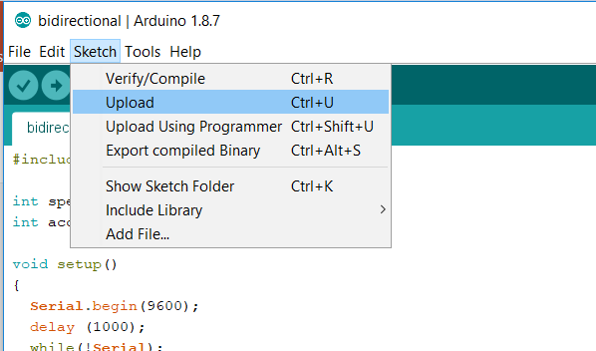 bidirectional | Arduino 1.8.7
File Edit Sketch Tools Help
Verify/Compile Ctrl+R
Upload Ctrl+U
Upload Using Programmer Ctrl+Shift+U
Export compiled Binary Ctrl+Alt+S
Show Sketch Folder Ctrl+K
Include Library
Add File...
bidirec
#inclu
int spe
int acc
void setup()
{
Serial.begin(9600);
delay (1000);
while(!Serial);